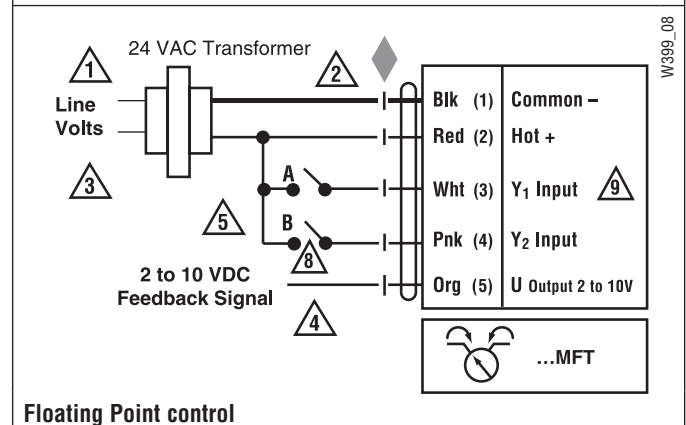 W399_08
24 VAC Transformer
1
2
Line
Volts
3
Blk (1) Common –
Red (2) Hot +
A
Wht (3) Y1 Input 9
5
B
Pnk (4) Y2 Input
8
2 to 10 VDC
Feedback Signal
Org (5) U Output 2 to 10V
4
...MFT
Floating Point control